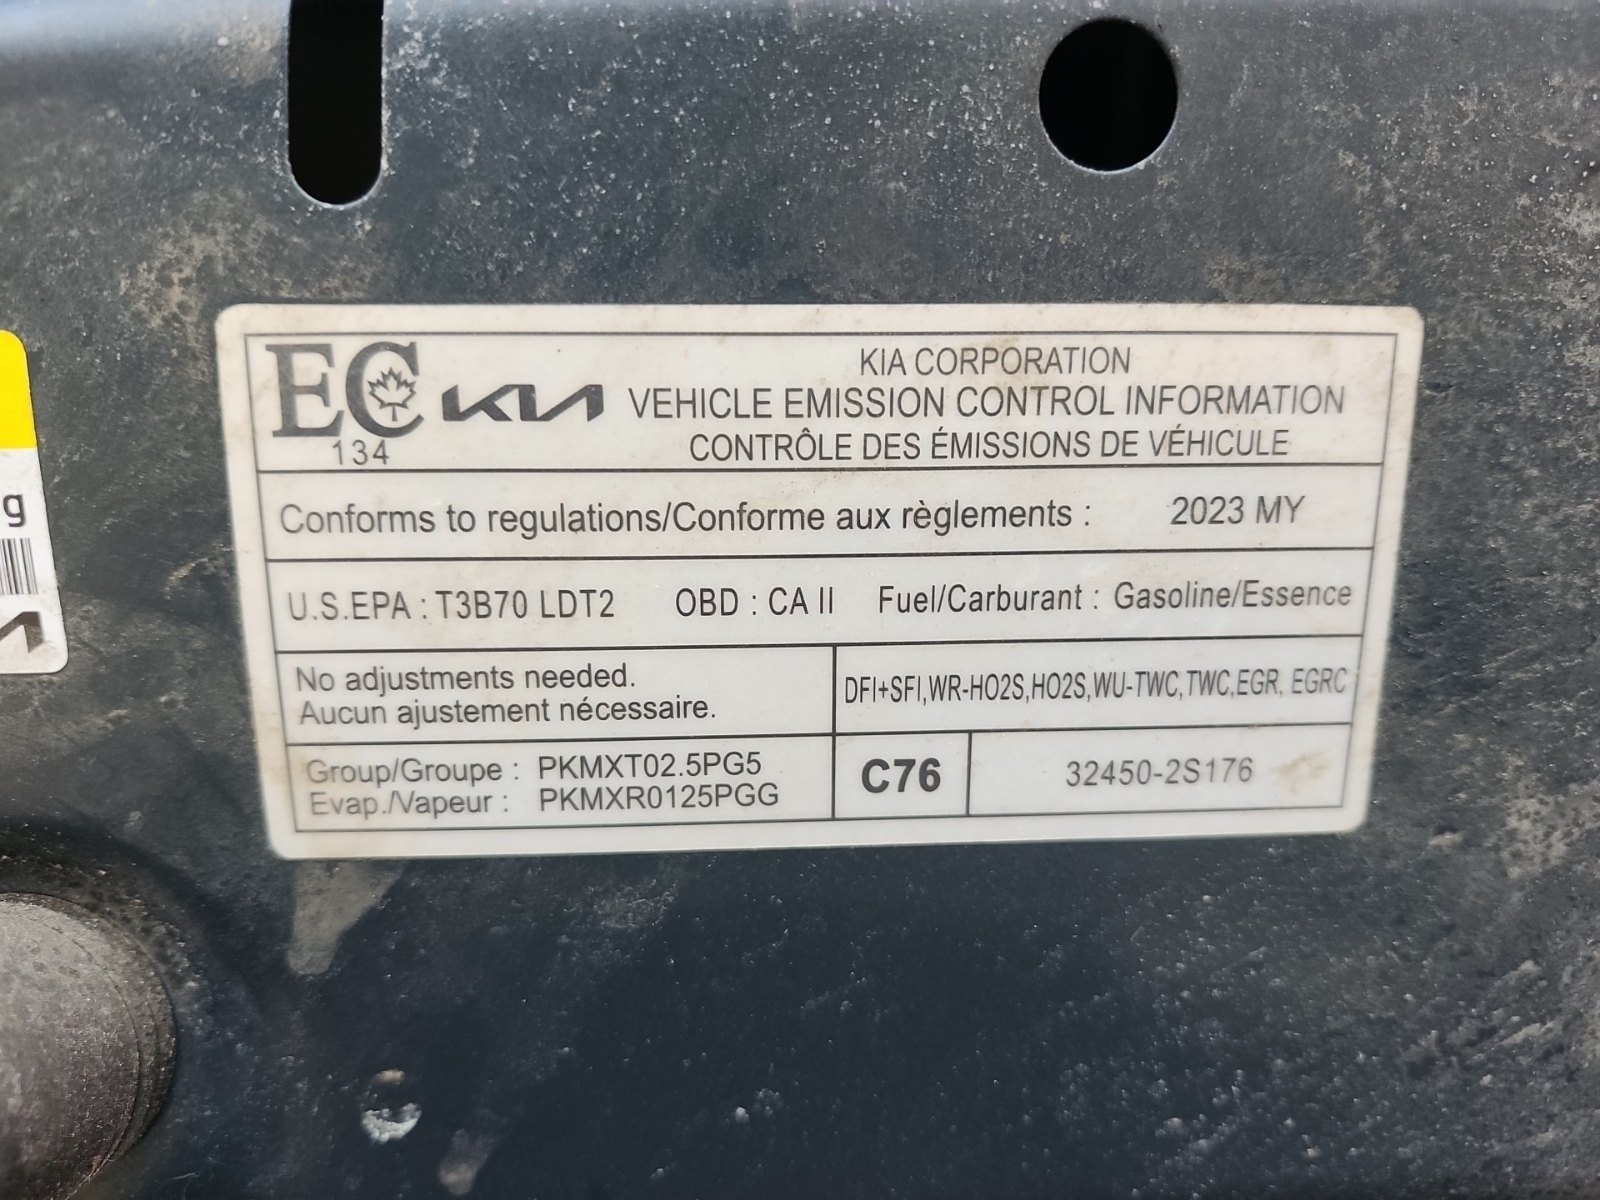 EC
134
KIA
KIA CORPORATION
VEHICLE EMISSION CONTROL INFORMATION
CONTRÔLE DES ÉMISSIONS DE VÉHICULE
Conforms to regulations/Conforme aux règlements : 2023 MY
U.S.EPA : T3B70 LDT2 OBD : CA II Fuel/Carburant : Gasoline/Essence
No adjustments needed.
Aucun ajustement nécessaire.
DFI+SFI,WR-HO2S,HO2S,WU-TWC,TWC,EGR, EGRC
Group/Groupe : PKMXT02.5PG5
Evap./Vapeur : PKMXR0125PGG
C76
32450-2S176
g